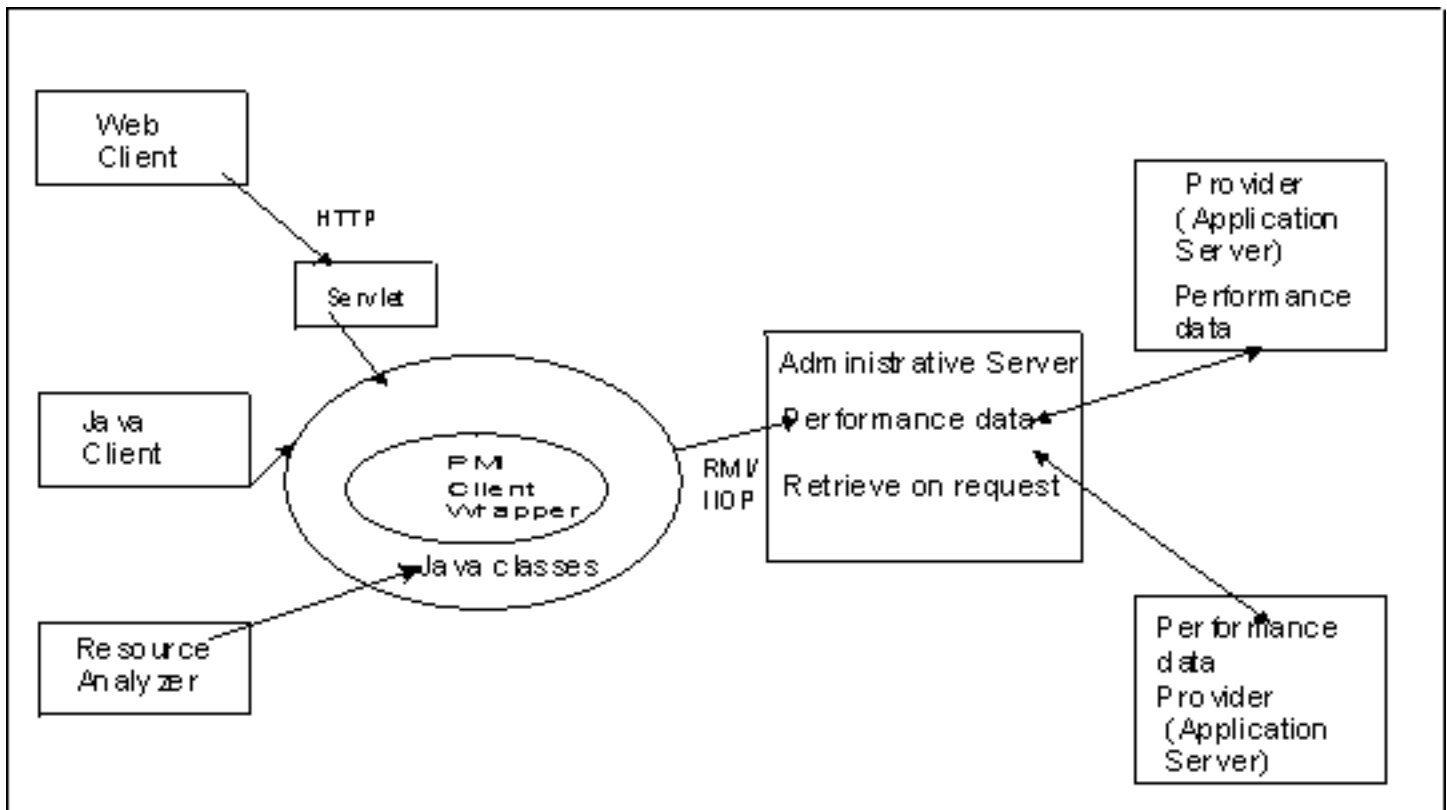 Web
Client
HTTP
Servlet
Java
Client
PMI
Client
Wrapper
Java classes
Resource
Analyzer
RMI/
IIOP
Administrative Server
Performance data
Retrieve on request
Provider
(Application
Server)
Performance
data
Performance
data
Provider
(Application
Server)